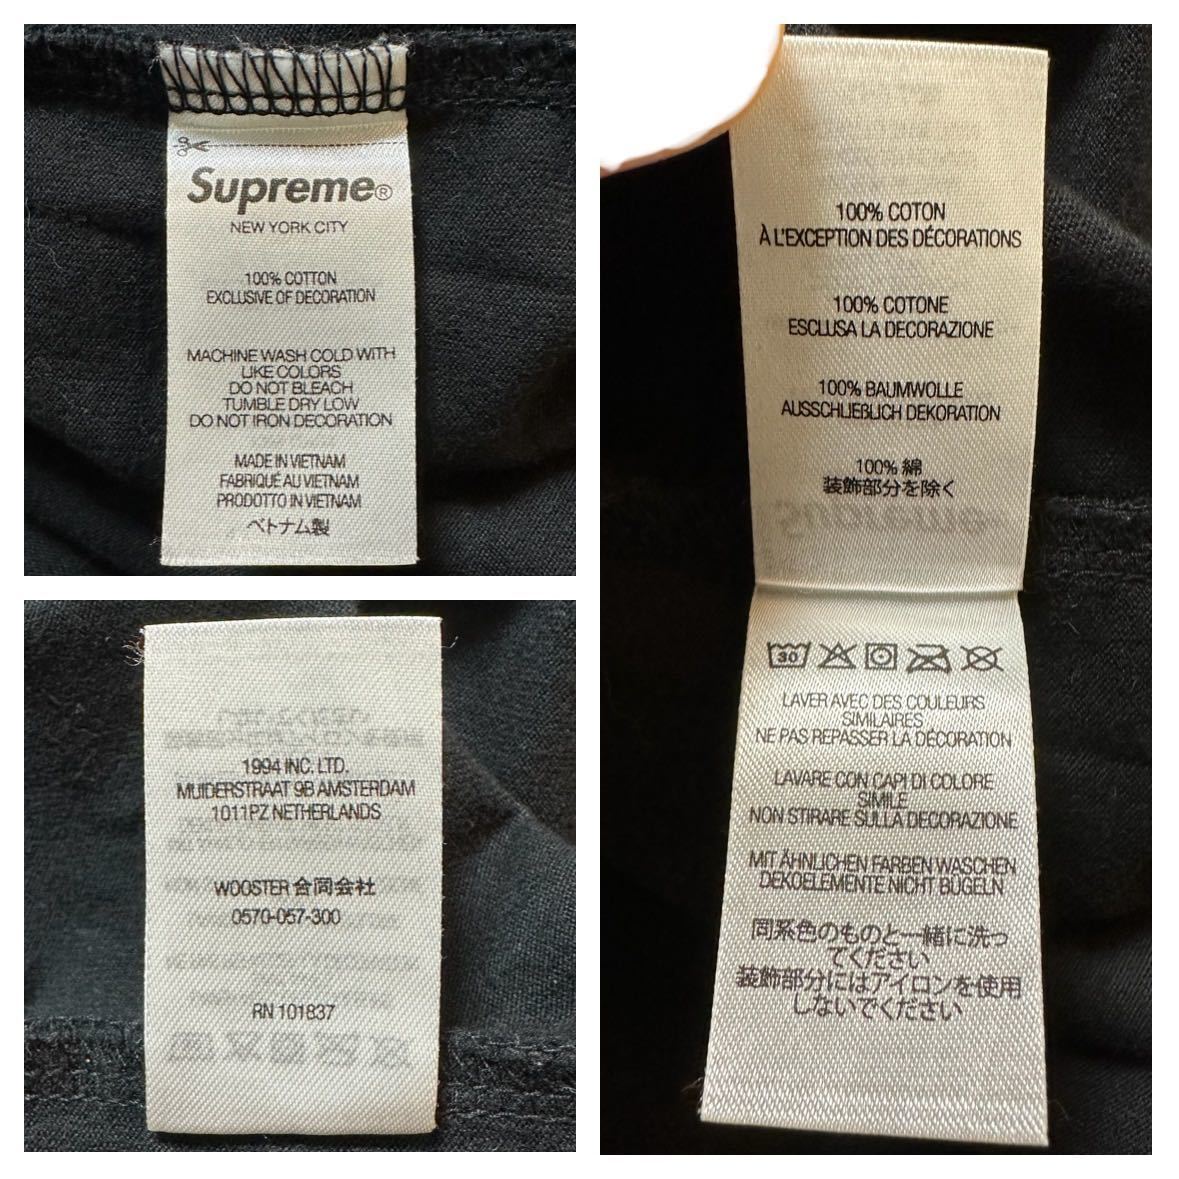 Supreme®
NEW YORK CITY
100% COTTON
EXCLUSIVE OF DECORATION
MACHINE WASH COLD WITH
LIKE COLORS
DO NOT BLEACH
TUMBLE DRY LOW
DO NOT IRON DECORATION
MADE IN VIETNAM
FABRIQUÉ AU VIETNAM
PRODOTTO IN VIETNAM
ベトナム製
1994 INC. LTD.
MUIDERSTRAAT 9B AMSTERDAM
1011PZ NETHERLANDS
WOOSTER 合同会社
0570-057-300
RN 101837
100% COTON
À L'EXCEPTION DES DÉCORATIONS
100% COTONE
ESCLUSA LA DECORAZIONE
100% BAUMWOLLE
AUSSCHLIEßLICH DEKORATION
100% 綿
装飾部分を除く
30
LAVER AVEC DES COULEURS
SIMILAIRES
NE PAS REPASSER LA DÉCORATION
LAVARE CON CAPI DI COLORE
SIMILE
NON STIRARE SULLA DECORAZIONE
MIT ÄHNLICHEN FARBEN WASCHEN
DEKOELEMENTE NICHT BÜGELN
同系色のものと一緒に洗っ
てください
装飾部分にはアイロンを使用
しないでください